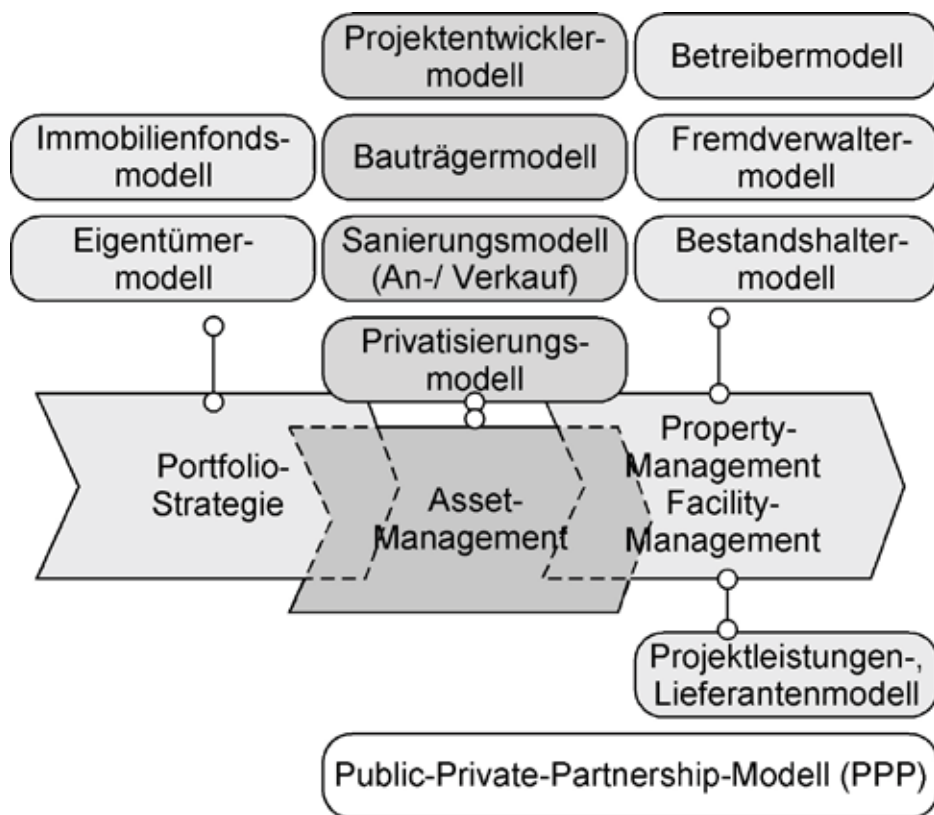 Projektentwickler-
modell
Betreibermodell
Immobilienfonds-
modell
Bauträgermodell
Fremdverwalter-
modell
Eigentümer-
modell
Sanierungsmodell
(An-/ Verkauf)
Bestandshalter-
modell
Privatisierungs-
modell
Portfolio-
Strategie
Asset-
Management
Property-
Management
Facility-
Management
Projektleistungen-,
Lieferantenmodell
Public-Private-Partnership-Modell (PPP)